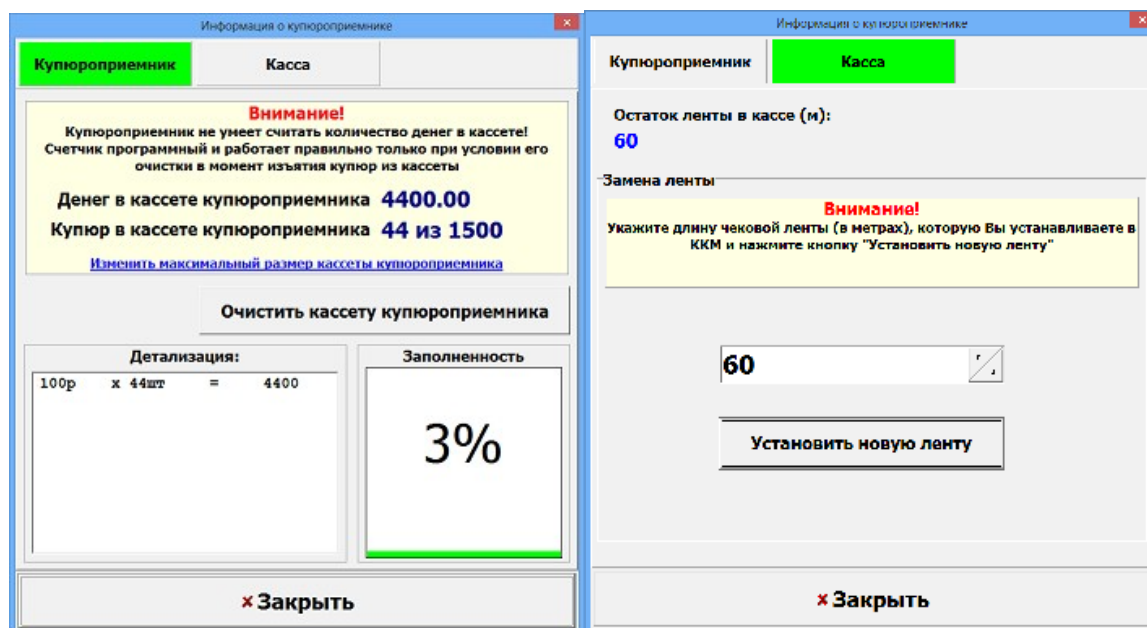 Информация о купюроприемнике
Купюроприемник Касса
Внимание!
Купюроприемник не умеет считать количество денег в кассете!
Счетчик программный и работает правильно только при условии его
очистки в момент изъятия купюр из кассеты
Денег в кассете купюроприемника 4400.00
Купюр в кассете купюроприемника 44 из 1500
Изменить максимальный размер кассеты купюроприемника
Очистить кассету купюроприемника
Детализация: Заполненность
100р х 44шт = 4400
3%
Закрыть
Информация о купюроприемнике
Купюроприемник Касса
Остаток ленты в кассе (м):
60
Замена ленты
Внимание!
Укажите длину чековой ленты (в метрах), которую Вы устанавливаете в
ККМ и нажмите кнопку "Установить новую ленту"
60
Установить новую ленту
Закрыть